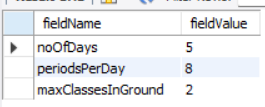 fieldName fieldValue
noOfDays 5
periodsPerDay 8
maxClassesInGround 2